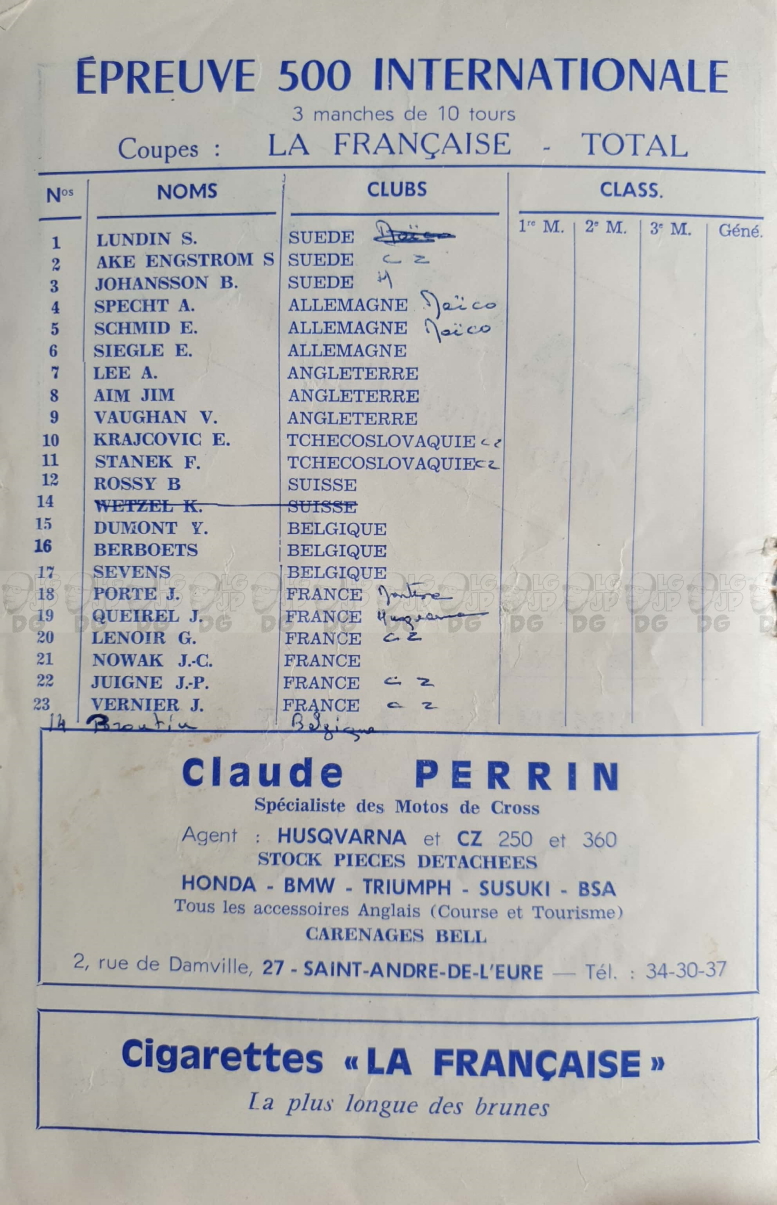 ÉPREUVE 500 INTERNATIONALE
3 manches de 10 tours
Coupes : LA FRANÇAISE - TOTAL
Nos NOMS CLUBS CLASS.
1re M. 2e M. 3e M. Géné.
1 LUNDIN S. SUEDE
2 AKE ENGSTROM S SUEDE CZ
3 JOHANSSON B. SUEDE H
4 SPECHT A. ALLEMAGNE Maïco
5 SCHMID E. ALLEMAGNE Maïco
6 SIEGLE E. ALLEMAGNE
7 LEE A. ANGLETERRE
8 AIM JIM ANGLETERRE
9 VAUGHAN V. ANGLETERRE
10 KRAJCOVIC E. TCHECOSLOVAQUIE CZ
11 STANEK F. TCHECOSLOVAQUIE CZ
12 ROSSY B SUISSE
14 WETZEL K. SUISSE
15 DUMONT Y. BELGIQUE
16 BERBOETS BELGIQUE
17 SEVENS BELGIQUE
18 PORTE J. FRANCE
19 QUEIREL J. FRANCE
20 LENOIR G. FRANCE CZ
21 NOWAK J.-C. FRANCE
22 JUIGNE J.-P. FRANCE CZ
23 VERNIER J. FRANCE CZ
14 Belgique
Claude PERRIN
Spécialiste des Motos de Cross
Agent : HUSQVARNA et CZ 250 et 360
STOCK PIECES DETACHEES
HONDA - BMW - TRIUMPH - SUSUKI - BSA
Tous les accessoires Anglais (Course et Tourisme)
CARENAGES BELL
2, rue de Damville, 27 - SAINT-ANDRE-DE-L'EURE — Tél. : 34-30-37
Cigarettes « LA FRANÇAISE »
La plus longue des brunes